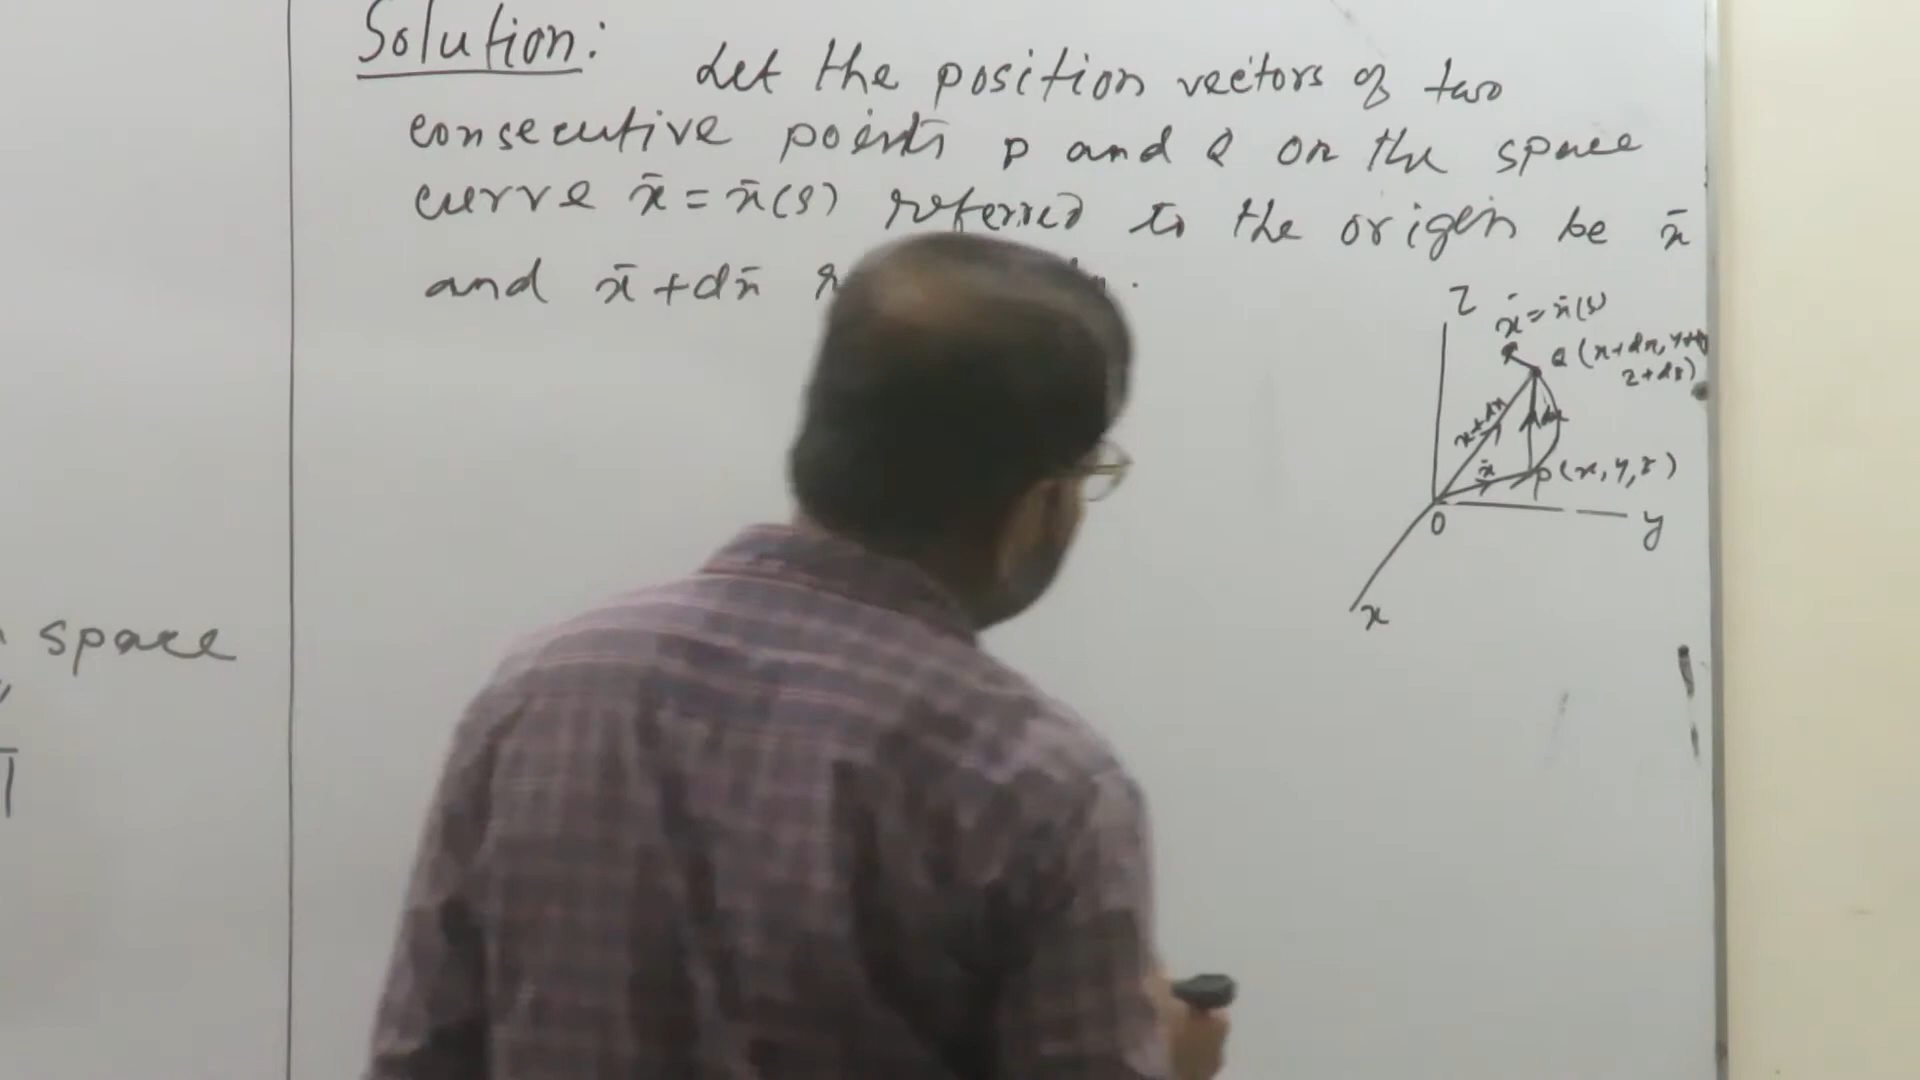 Solution:
Let the position vectors of two
consecutive points P and Q on the space
curve x̄ = x̄(s) referred to the origin be x̄
and x̄ + dx̄
Z
x̄ = x̄(s)
Q (x+dx, y+dy
z+dz)
x̄+dx̄
x̄
P(x, y, z)
O
y
x
space